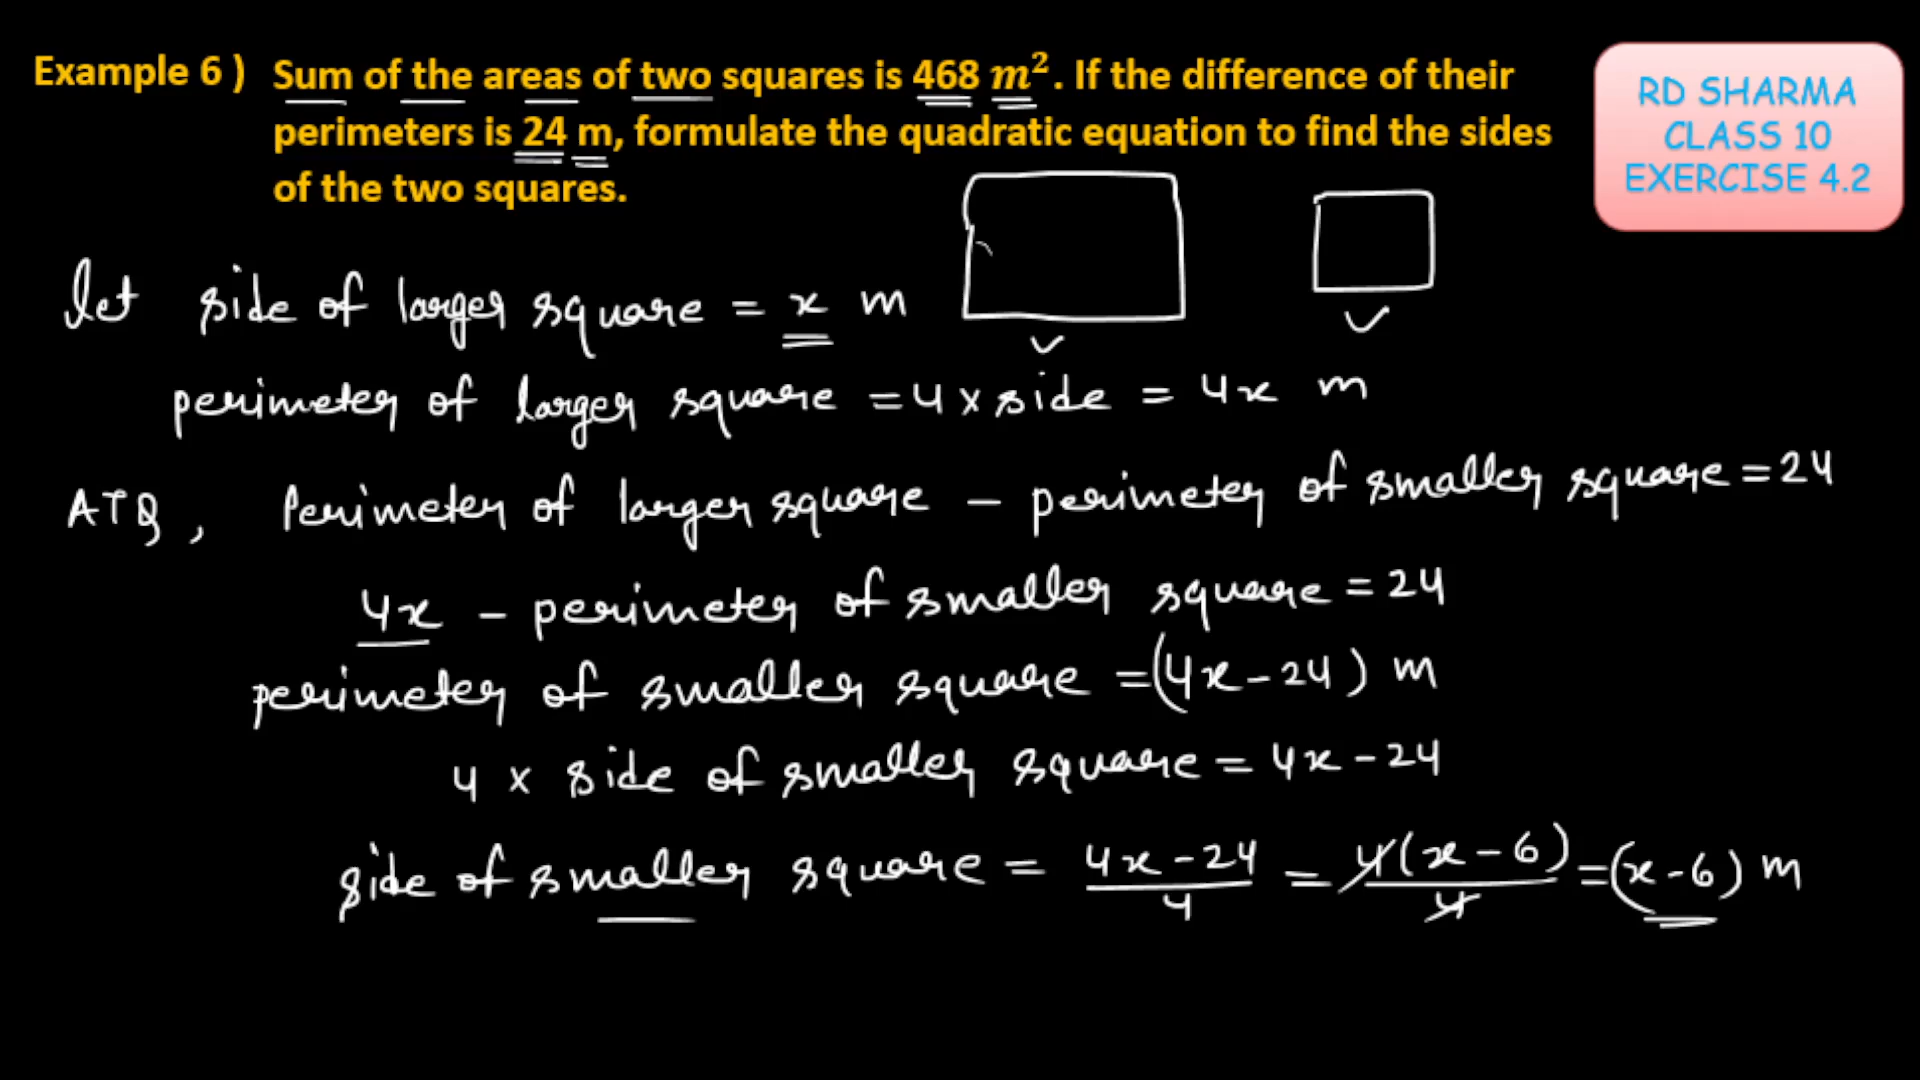 Example 6 ) Sum of the areas of two squares is 468 m². If the difference of their
perimeters is 24 m, formulate the quadratic equation to find the sides
of the two squares.
RD SHARMA
CLASS 10
EXERCISE 4.2
let side of larger square = x m
perimeter of larger square = 4 × side = 4x m
ATQ, Perimeter of larger square - perimeter of smaller square = 24
4x - perimeter of smaller square = 24
perimeter of smaller square = (4x - 24) m
4 × side of smaller square = 4x - 24
side of smaller square = (4x - 24)/4 = 4(x - 6)/4 = (x - 6) m